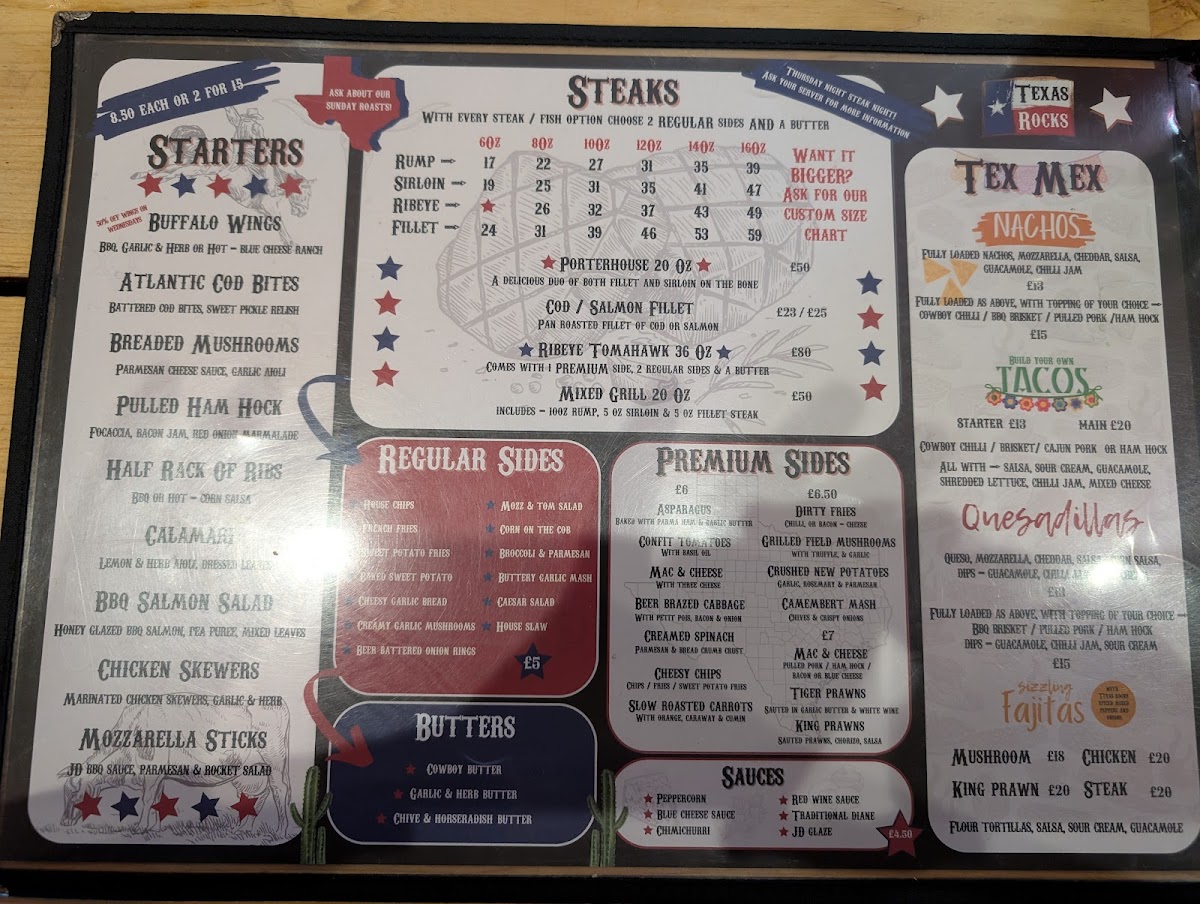 8.50 EACH OR 2 FOR 15
STARTERS
50% OFF WINGS ON
WEDNESDAYS
BUFFALO WINGS
BBQ, GARLIC & HERB OR HOT - BLUE CHEESE RANCH
ATLANTIC COD BITES
BATTERED COD BITES, SWEET PICKLE RELISH
BREADED MUSHROOMS
PARMESAN CHEESE SAUCE, GARLIC AIOLI
PULLED HAM HOCK
FOCACCIA, BACON JAM, RED ONION MARMALADE
HALF RACK OF RIBS
BBQ OR HOT - CORN SALSA
CALAMARI
LEMON & HERB AIOLI, DRESSED LEAVES
BBQ SALMON SALAD
HONEY GLAZED BBQ SALMON, PEA PUREE, MIXED LEAVES
CHICKEN SKEWERS
MARINATED CHICKEN SKEWERS, GARLIC & HERB
MOZZARELLA STICKS
JD BBQ SAUCE, PARMESAN & ROCKET SALAD
ASK ABOUT OUR
SUNDAY ROASTS!
STEAKS
THURSDAY NIGHT STEAK NIGHT!
ASK YOUR SERVER FOR MORE INFORMATION
WITH EVERY STEAK / FISH OPTION CHOOSE 2 REGULAR SIDES AND A BUTTER
6OZ 8OZ 10OZ 12OZ 14OZ 16OZ
RUMP 17 22 27 31 35 39
SIRLOIN 19 25 31 35 41 47
RIBEYE 26 32 37 43 49
FILLET 24 31 39 46 53 59
WANT IT
BIGGER?
ASK FOR OUR
CUSTOM SIZE
CHART
PORTERHOUSE 20 OZ £50
A DELICIOUS DUO OF BOTH FILLET AND SIRLOIN ON THE BONE
COD / SALMON FILLET £23 / £25
PAN ROASTED FILLET OF COD OR SALMON
RIBEYE TOMAHAWK 36 OZ £80
COMES WITH 1 PREMIUM SIDE, 2 REGULAR SIDES & A BUTTER
MIXED GRILL 20 OZ £50
INCLUDES - 10OZ RUMP, 5 OZ SIRLOIN & 5 OZ FILLET STEAK
REGULAR SIDES
HOUSE CHIPS
FRENCH FRIES
SWEET POTATO FRIES
BAKED SWEET POTATO
CHEESY GARLIC BREAD
CREAMY GARLIC MUSHROOMS
BEER BATTERED ONION RINGS
MOZZ & TOM SALAD
CORN ON THE COB
BROCCOLI & PARMESAN
BUTTERY GARLIC MASH
CAESAR SALAD
HOUSE SLAW
£5
BUTTERS
COWBOY BUTTER
GARLIC & HERB BUTTER
CHIVE & HORSERADISH BUTTER
PREMIUM SIDES
£6
ASPARAGUS
BAKED WITH PARMA HAM & GARLIC BUTTER
CONFIT TOMATOES
WITH BASIL OIL
MAC & CHEESE
WITH THREE CHEESE
BEER BRAZED CABBAGE
WITH PETIT POIS, BACON & ONION
CREAMED SPINACH
PARMESAN & BREAD CRUMB CRUST
CHEESY CHIPS
CHIPS / FRIES / SWEET POTATO FRIES
SLOW ROASTED CARROTS
WITH ORANGE, CARAWAY & CUMIN
£6.50
DIRTY FRIES
CHILLI, OR BACON - CHEESE
GRILLED FIELD MUSHROOMS
WITH TRUFFLE, & GARLIC
CRUSHED NEW POTATOES
GARLIC, ROSEMARY & PARMESAN
CAMEMBERT MASH
CHIVES & CRISPY ONIONS
£7
MAC & CHEESE
PULLED PORK / HAM, HOCK /
BACON OR BLUE CHEESE
TIGER PRAWNS
SAUTED IN GARLIC BUTTER & WHITE WINE
KING PRAWNS
SAUTED PRAWNS, CHORIZO, SALSA
SAUCES
PEPPERCORN
BLUE CHEESE SAUCE
CHIMICHURRI
RED WINE SAUCE
TRADITIONAL DIANE
JD GLAZE
£4.50
TEXAS
ROCKS
TEX MEX
NACHOS
FULLY LOADED NACHOS, MOZZARELLA, CHEDDAR, SALSA,
GUACAMOLE, CHILLI JAM
£13
FULLY LOADED AS ABOVE, WITH TOPPING OF YOUR CHOICE -
COWBOY CHILLI / BBQ BRISKET / PULLED PORK /HAM HOCK
£15
BUILD YOUR OWN
TACOS
STARTER £13 MAIN £20
COWBOY CHILLI / BRISKET/ CAJUN PORK OR HAM HOCK
ALL WITH - SALSA, SOUR CREAM, GUACAMOLE,
SHREDDED LETTUCE, CHILLI JAM, MIXED CHEESE
Quesadillas
QUESO, MOZZARELLA, CHEDDAR, SALSA, CORN SALSA,
DIPS - GUACAMOLE, CHILLI
£13
FULLY LOADED AS ABOVE, WITH TOPPING OF YOUR CHOICE -
BBQ BRISKET / PULLED PORK / HAM HOCK
DIPS - GUACAMOLE, CHILLI JAM, SOUR CREAM
£15
Sizzling
Fajitas
WITH
TEXAS ROCKS
SPICED MIXED
PEPPERS AND
ONIONS
MUSHROOM £18 CHICKEN £20
KING PRAWN £20 STEAK £20
FLOUR TORTILLAS, SALSA, SOUR CREAM, GUACAMOLE